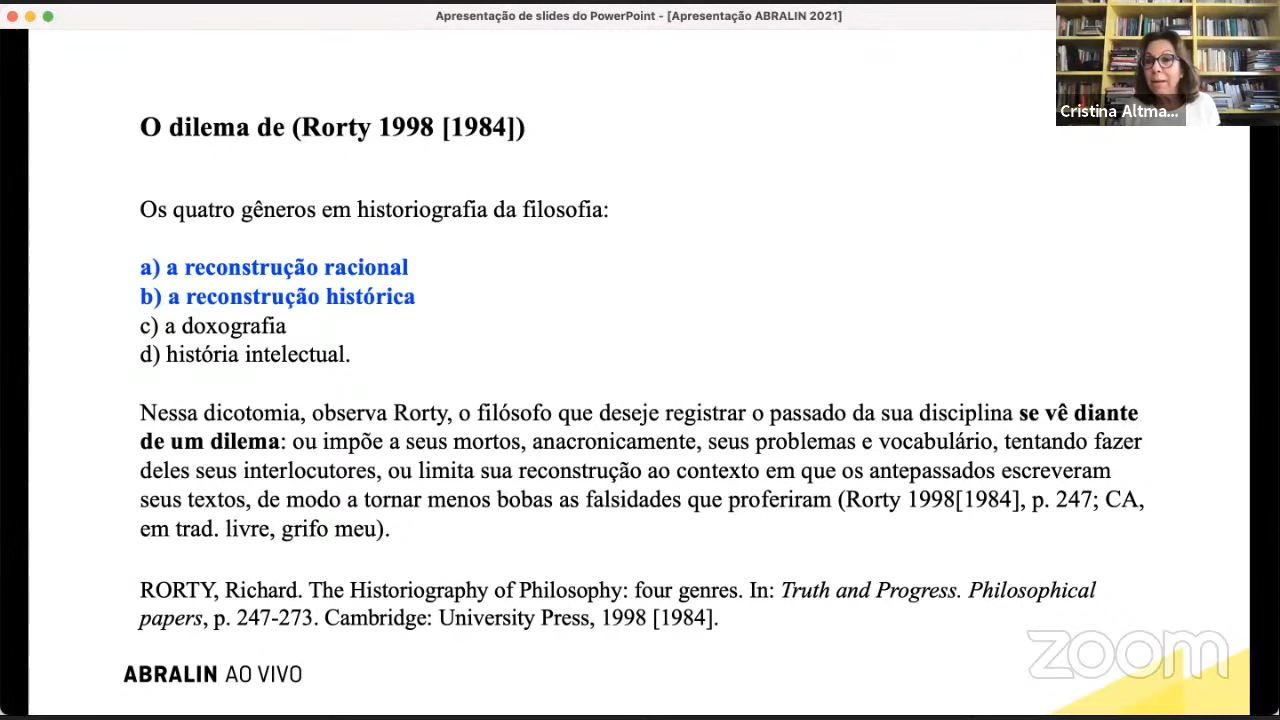 Apresentação de slides do PowerPoint - [Apresentação ABRALIN 2021]
Cristina Altma...
O dilema de (Rorty 1998 [1984])
Os quatro gêneros em historiografia da filosofia:
a) a reconstrução racional
b) a reconstrução histórica
c) a doxografia
d) história intelectual.
Nessa dicotomia, observa Rorty, o filósofo que deseje registrar o passado da sua disciplina se vê diante
de um dilema: ou impõe a seus mortos, anacronicamente, seus problemas e vocabulário, tentando fazer
deles seus interlocutores, ou limita sua reconstrução ao contexto em que os antepassados escreveram
seus textos, de modo a tornar menos bobas as falsidades que proferiram (Rorty 1998[1984], p. 247; CA,
em trad. livre, grifo meu).
RORTY, Richard. The Historiography of Philosophy: four genres. In: Truth and Progress. Philosophical
papers, p. 247-273. Cambridge: University Press, 1998 [1984].
zoom
ABRALIN AO VIVO